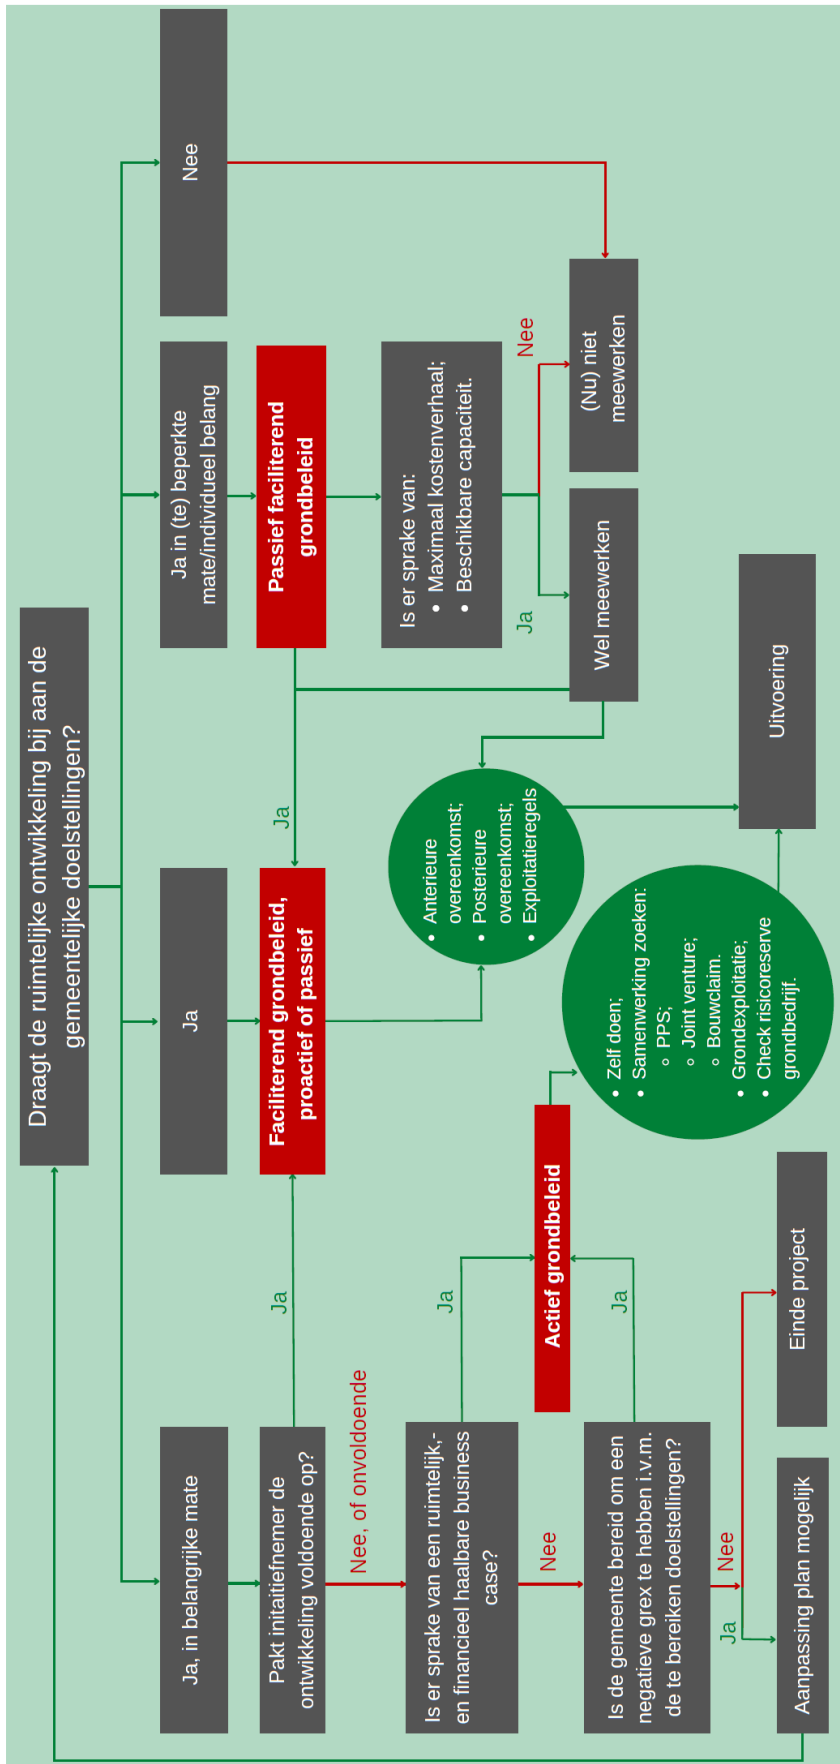 Draagt de ruimtelijke ontwikkeling bij aan de
gemeentelijke doelstellingen?
Ja, in belangrijke mate
Ja
Ja in (te) beperkte
mate/individueel belang
Nee
Pakt initaitiefnemer de
ontwikkeling voldoende op?
Ja
Faciliterend grondbeleid,
proactief of passief
Ja
Passief faciliterend
grondbeleid
Nee, of onvoldoende
Is er sprake van:
• Maximaal kostenverhaal;
• Beschikbare capaciteit.
Is er sprake van een ruimtelijk,-
en financieel haalbare business
case?
Ja
• Anterieure
overeenkomst;
• Posterieure
overeenkomst;
• Exploitatieregels
Ja
Nee
Nee
Actief grondbeleid
Wel meewerken
(Nu) niet
meewerken
Is de gemeente bereid om een
negatieve grex te hebben i.v.m.
de te bereiken doelstellingen?
Ja
• Zelf doen;
• Samenwerking zoeken:
◦ PPS;
◦ Joint venture;
◦ Bouwclaim.
• Grondexploitatie;
• Check risicoreserve
grondbedrijf.
Uitvoering
Ja
Nee
Aanpassing plan mogelijk
Einde project